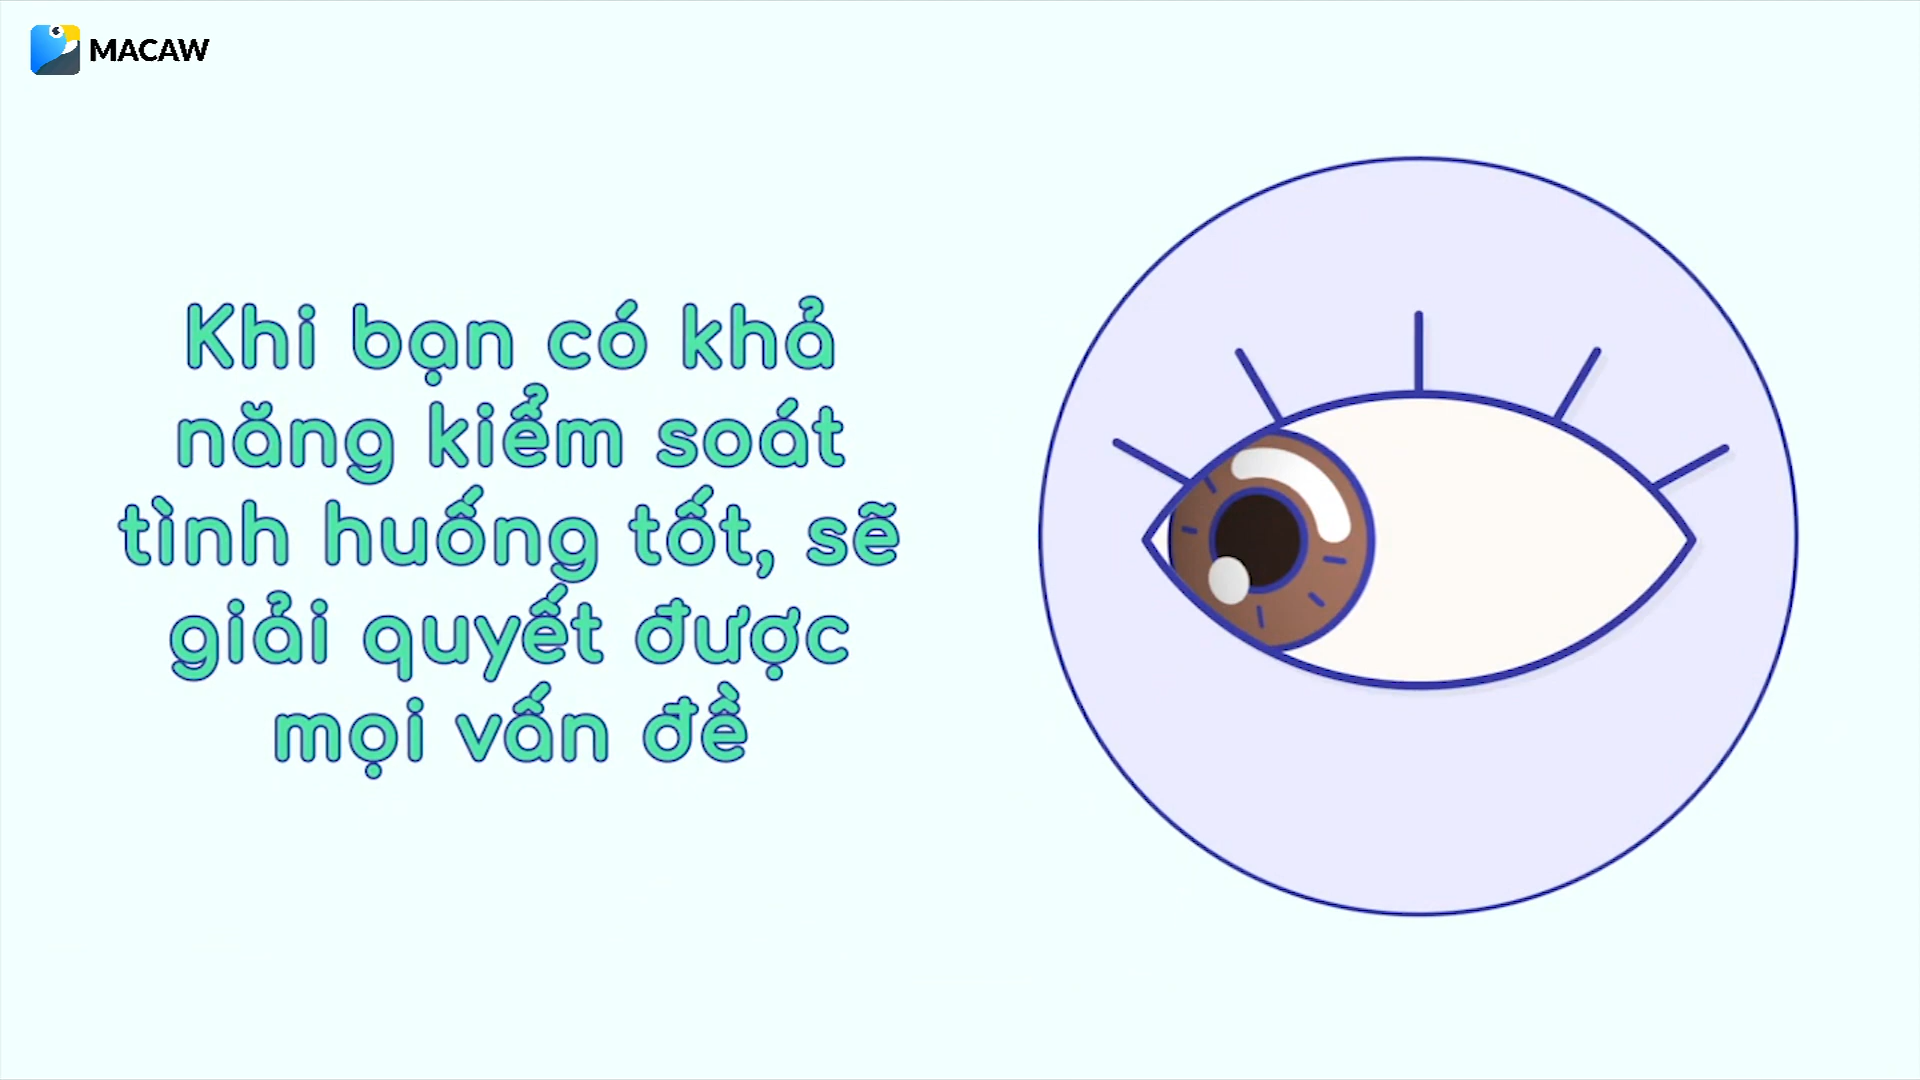 MACAW
Khi bạn có khả
năng kiểm soát
tình huống tốt, sẽ
giải quyết được
mọi vấn đề